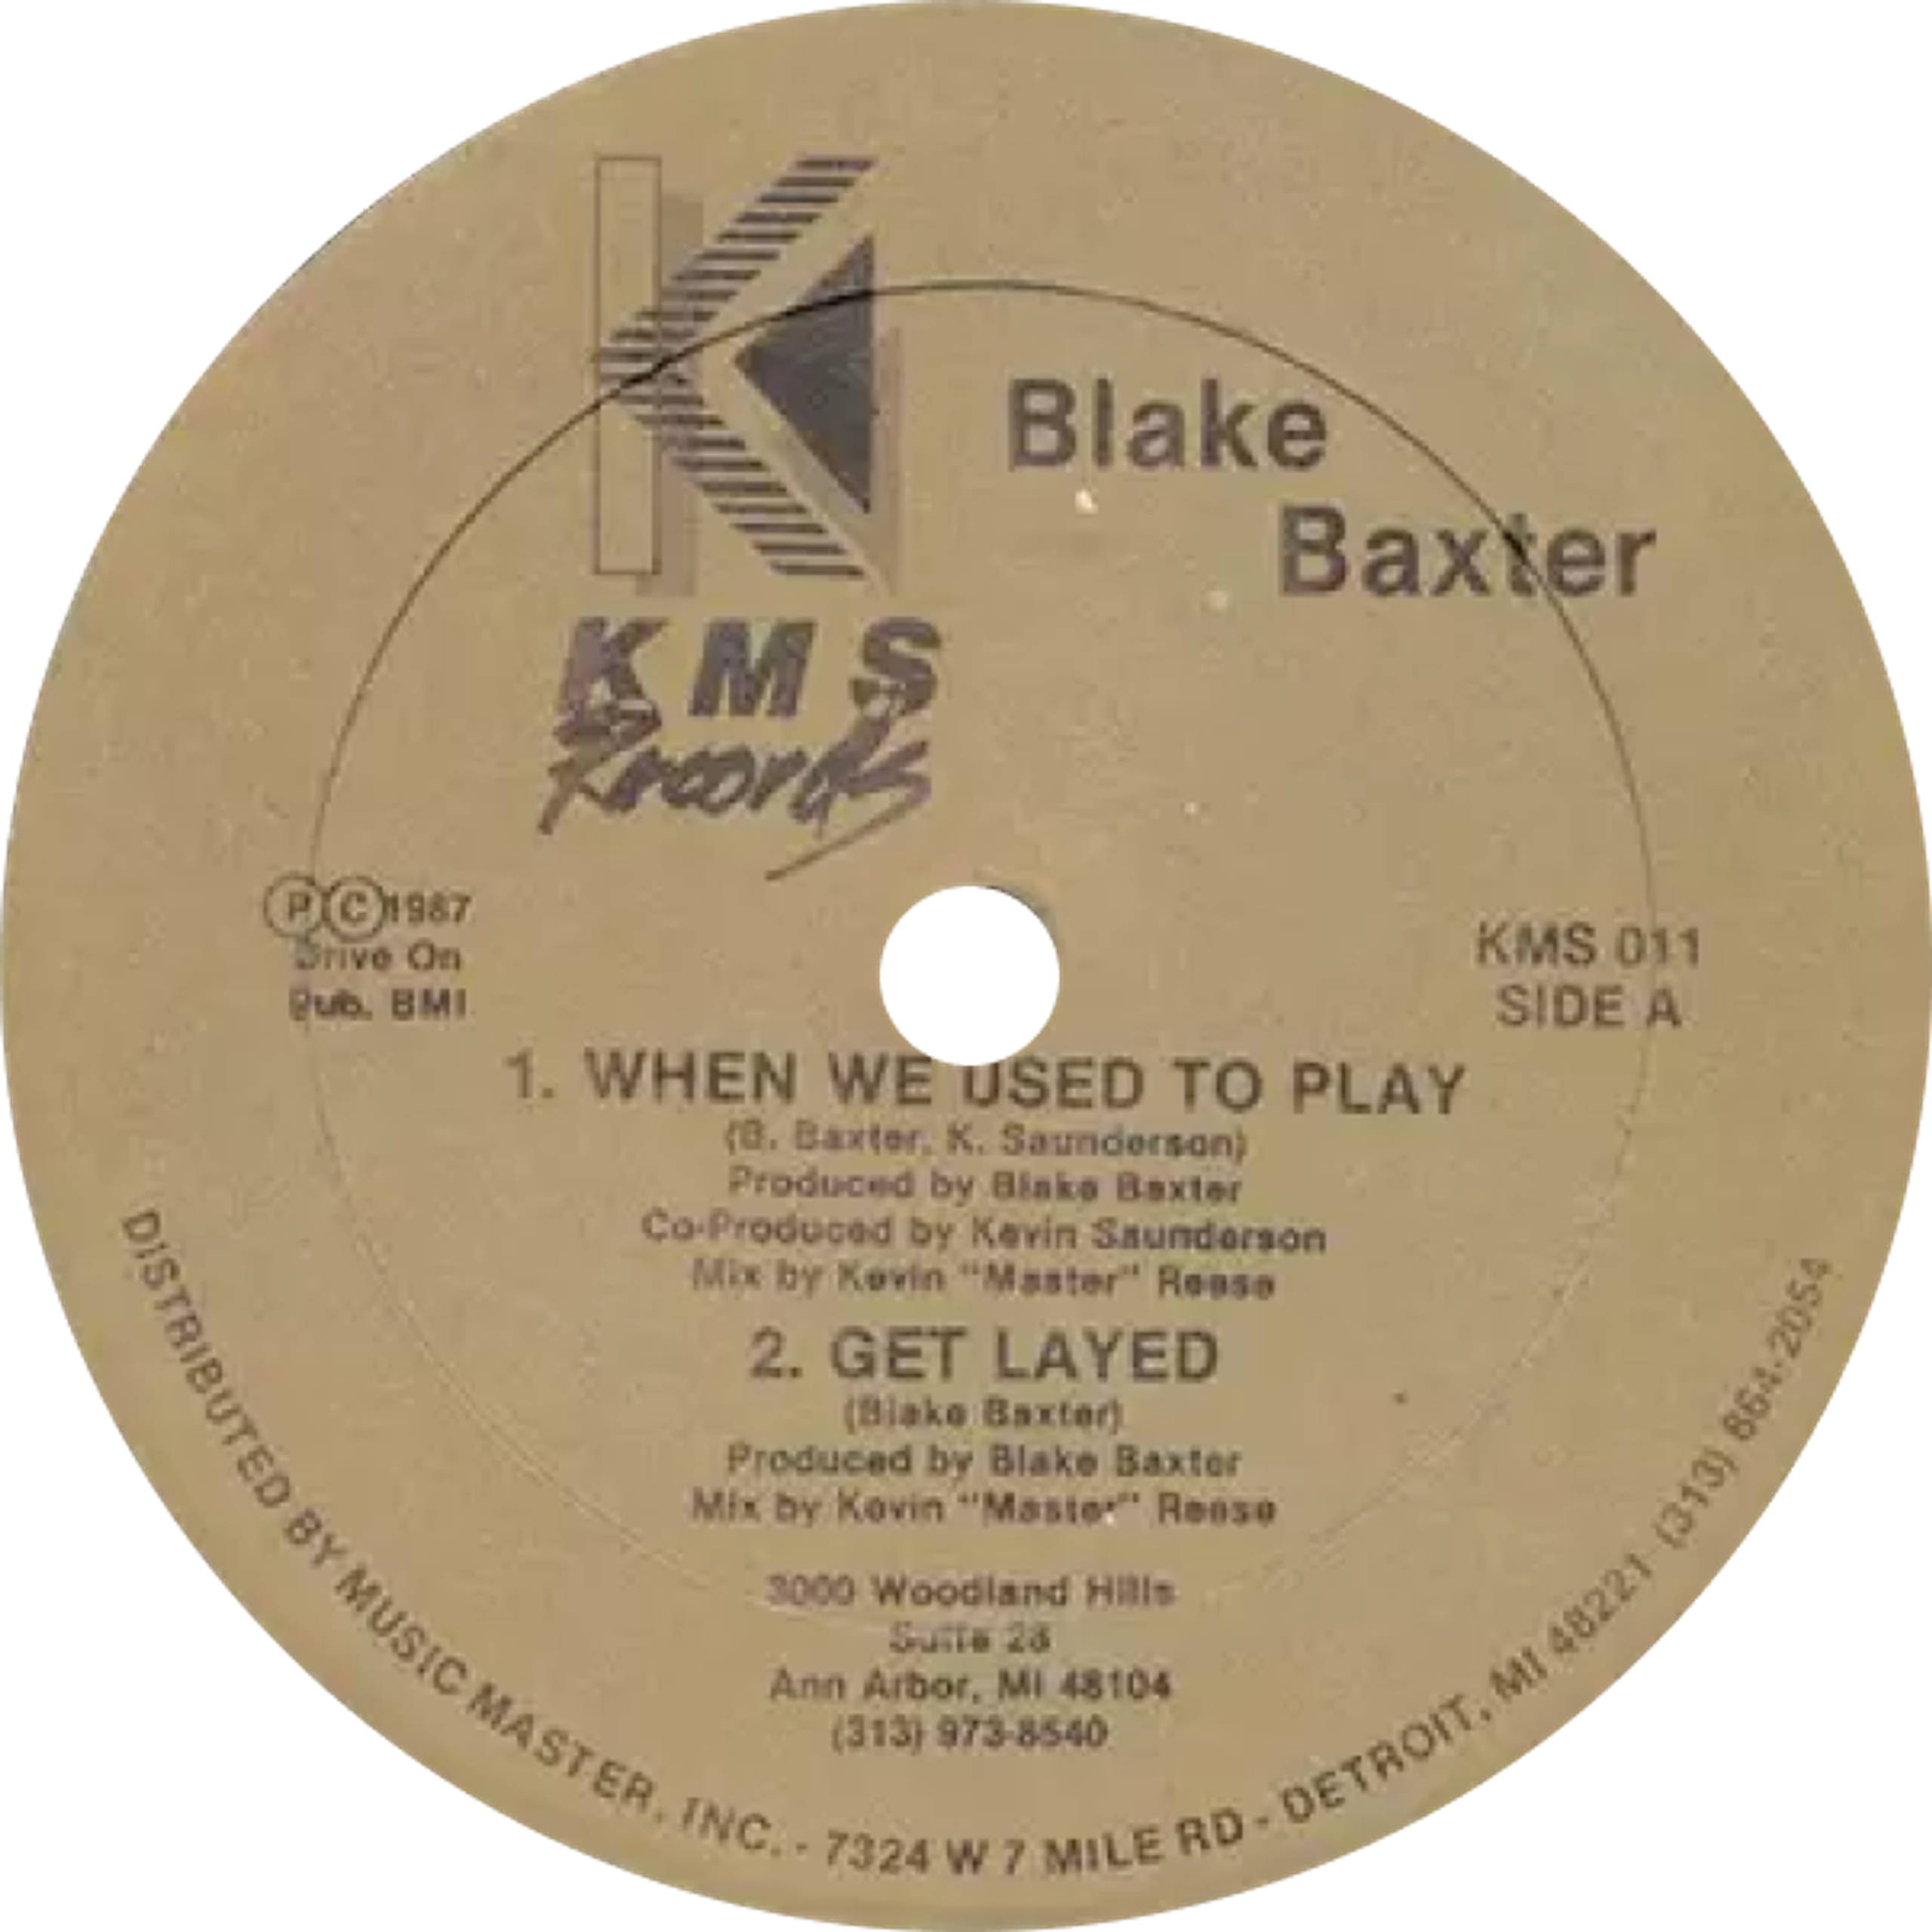 Blake
Baxter
KMS
Records
Ⓟ Ⓒ 1987
Drive On
Pub. BMI
KMS 011
SIDE A
1. WHEN WE USED TO PLAY
(B. Baxter, K. Saunderson)
Produced by Blake Baxter
Co-Produced by Kevin Saunderson
Mix by Kevin "Master" Reese
2. GET LAYED
(Blake Baxter)
Produced by Blake Baxter
Mix by Kevin "Master" Reese
3000 Woodland Hills
Suite 28
Ann Arbor, MI 48104
(313) 973-8540
DISTRIBUTED BY MUSIC MASTER, INC. - 7324 W 7 MILE RD - DETROIT, MI 48221 (313) 864-2054